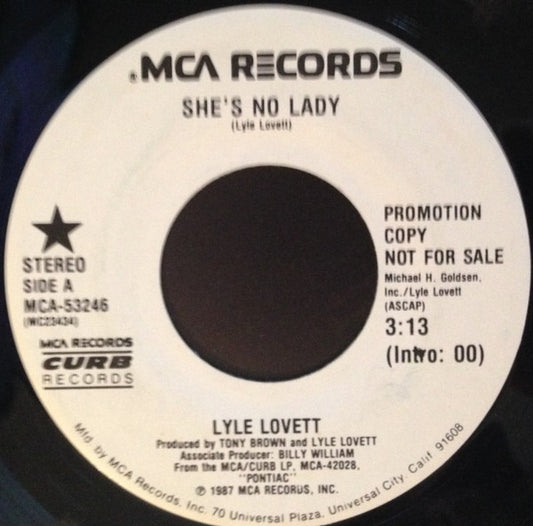 ®MCA RECORDS
SHE'S NO LADY
(Lyle Lovett)
STEREO
SIDE A
MCA-53246
(MC23434)
MCA RECORDS
CURB
RECORDS
PROMOTION
COPY
NOT FOR SALE
Michael H. Goldsen,
Inc./Lyle Lovett
(ASCAP)
3:13
(Intro: 00)
LYLE LOVETT
Produced by TONY BROWN and LYLE LOVETT
Associate Producer: BILLY WILLIAM
From the MCA/CURB LP, MCA-42028,
"PONTIAC"
℗ 1987 MCA RECORDS, INC.
Mfd. by MCA Records, Inc. 70 Universal Plaza, Universal City, Calif. 91608